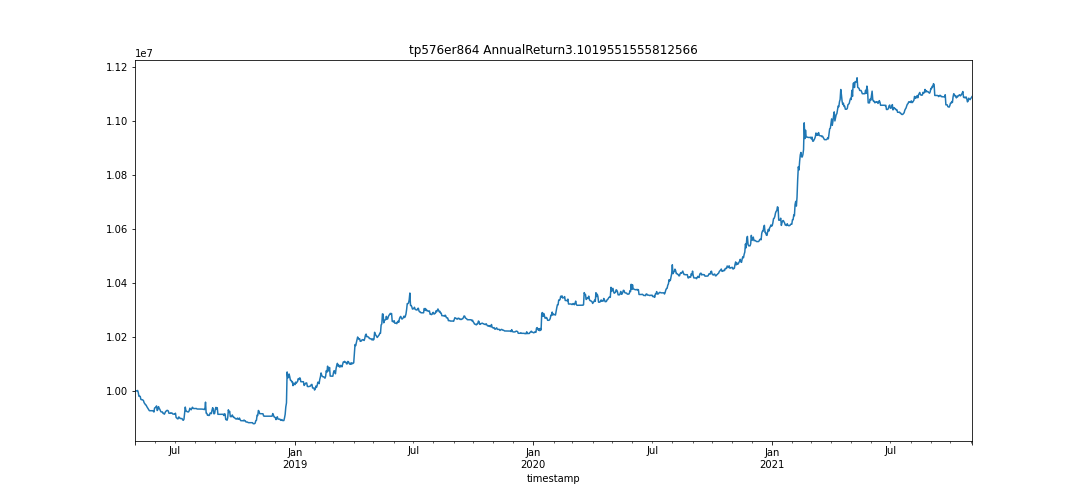 tp576er864 AnnualReturn3.1019551555812566
1e7
1.12
1.10
1.08
1.06
1.04
1.02
1.00
Jul Jan Jul Jan Jul Jan Jul
2019 2020 2021
timestamp